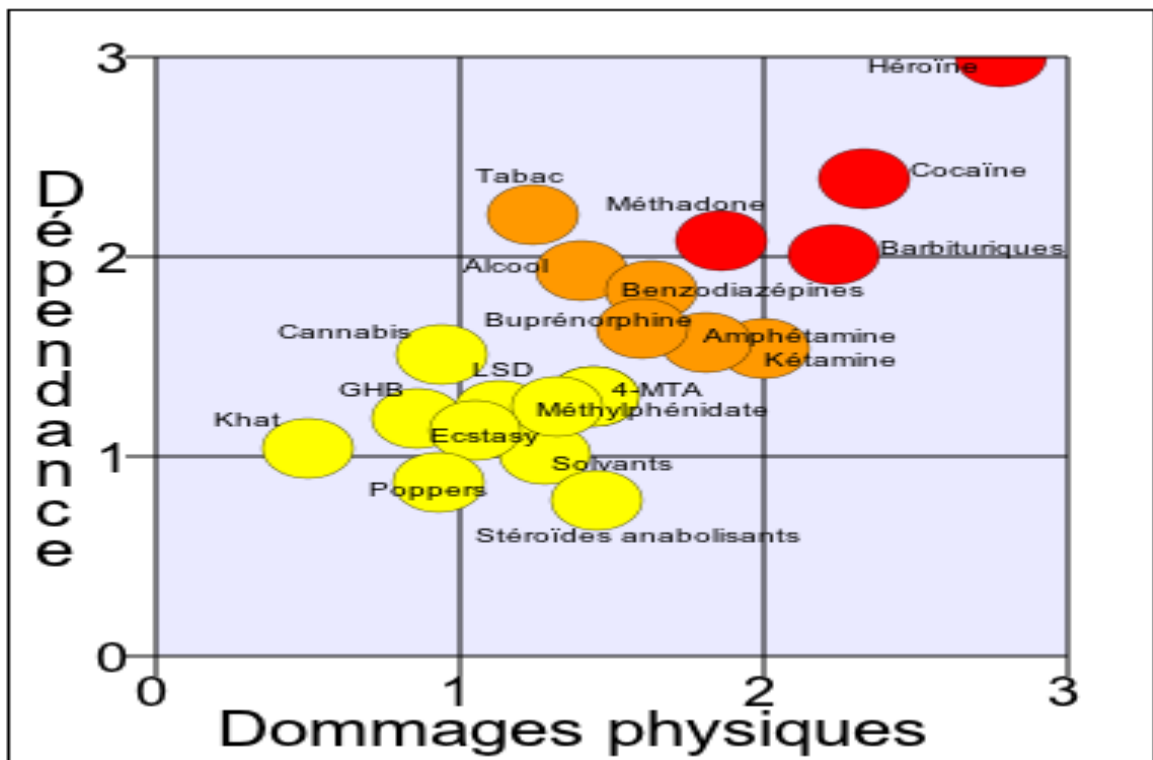 3
Héroïne
Cocaïne
Tabac
Méthadone
Dépendance
2
Barbituriques
Alcool
Benzodiazépines
Buprénorphine
Amphétamine
Cannabis
Kétamine
LSD
GHB
4-MTA
Méthylphénidate
Khat
Ecstasy
1
Solvants
Poppers
Stéroïdes anabolisants
0
0 1 2 3
Dommages physiques